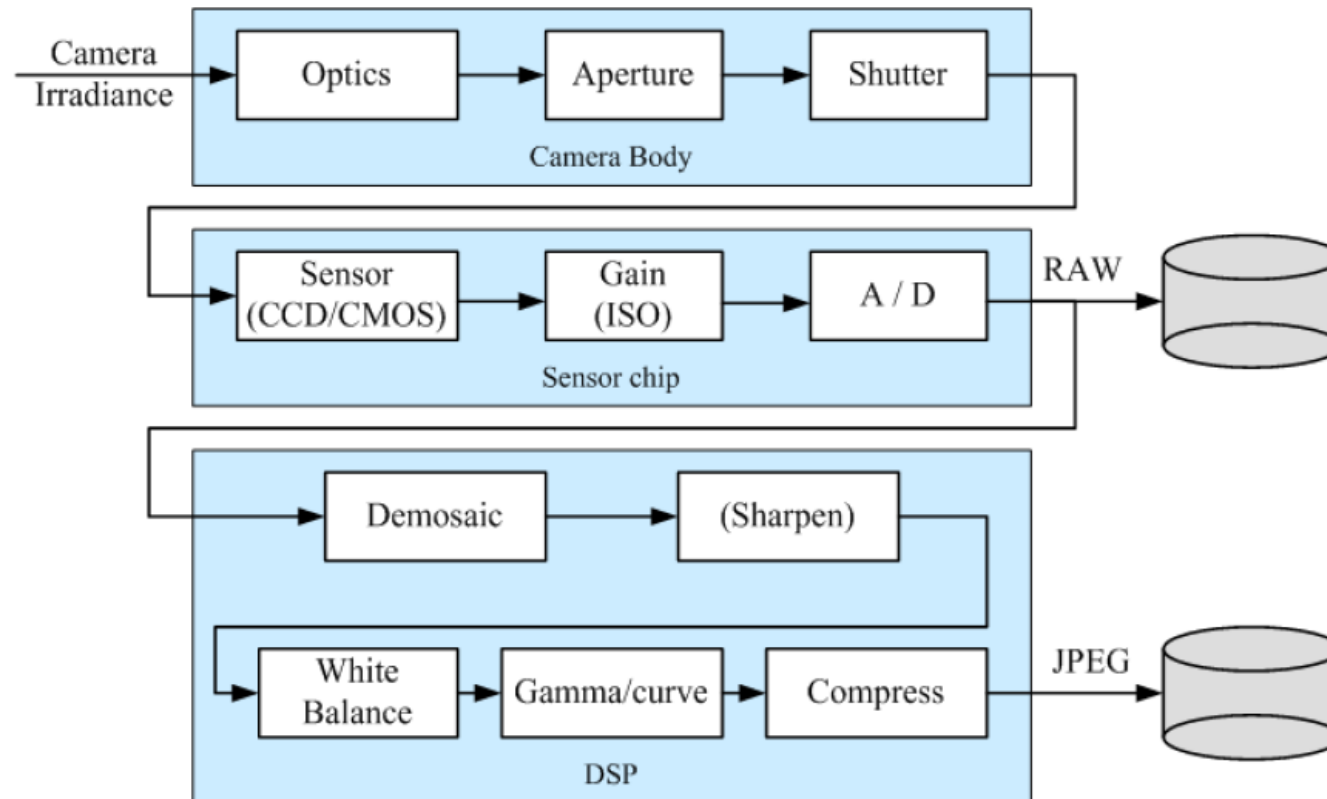 Camera
Irradiance
Optics
Aperture
Shutter
Camera Body
Sensor
(CCD/CMOS)
Gain
(ISO)
A / D
RAW
Sensor chip
Demosaic
(Sharpen)
White
Balance
Gamma/curve
Compress
JPEG
DSP